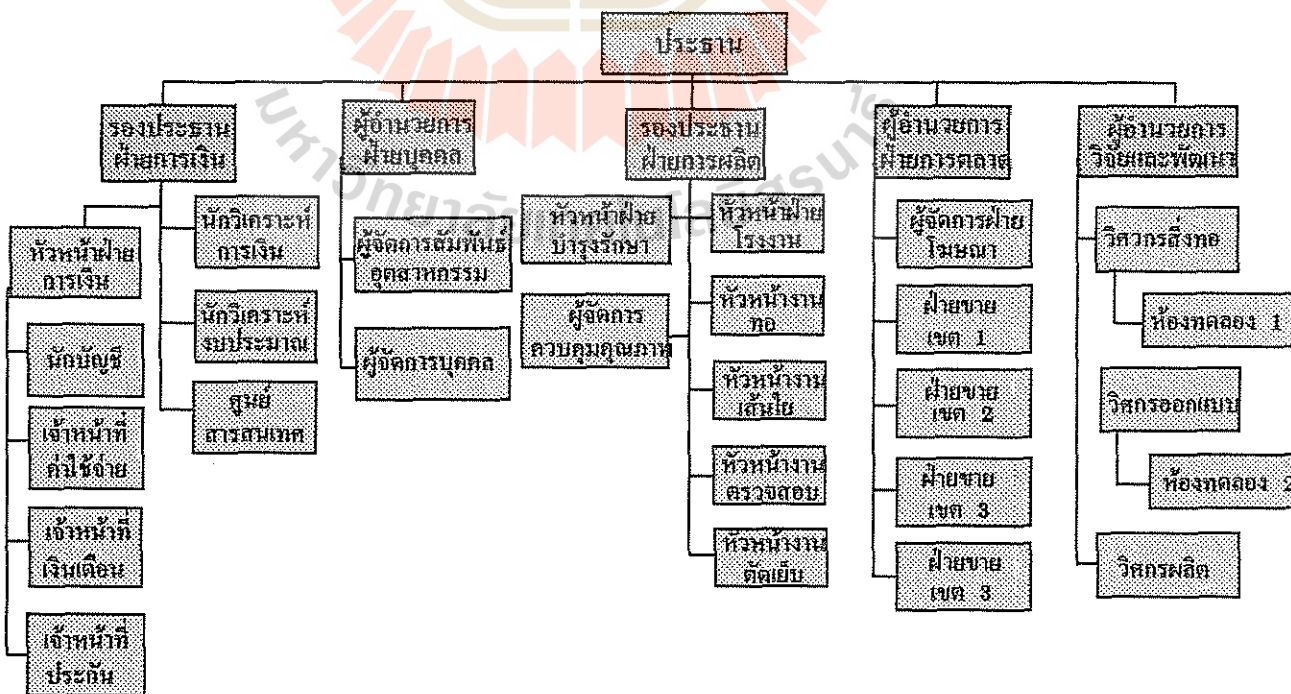 ประธาน
รองประธาน
ฝ่ายการเงิน
ผู้อำนวยการ
ฝ่ายบุคคล
รองประธาน
ฝ่ายการผลิต
ผู้อำนวยการ
ฝ่ายการตลาด
ผู้อำนวยการ
วิจัยและพัฒนา
หัวหน้าฝ่าย
การเงิน
นักบัญชี
เจ้าหน้าที่
ค่าใช้จ่าย
เจ้าหน้าที่
เงินเดือน
เจ้าหน้าที่
ประกัน
นักวิเคราะห์
การเงิน
นักวิเคราะห์
งบประมาณ
ศูนย์
สารสนเทศ
ผู้จัดการสัมพันธ์
อุตสาหกรรม
ผู้จัดการบุคคล
หัวหน้าฝ่าย
บำรุงรักษา
ผู้จัดการ
ควบคุมคุณภาพ
หัวหน้าฝ่าย
โรงงาน
หัวหน้างาน
ทอ
หัวหน้างาน
เส้นใย
หัวหน้างาน
ตรวจสอบ
หัวหน้างาน
ตัดเย็บ
ผู้จัดการฝ่าย
โฆษณา
ฝ่ายขาย
เขต 1
ฝ่ายขาย
เขต 2
ฝ่ายขาย
เขต 3
ฝ่ายขาย
เขต 3
วิศวกรสิ่งทอ
ห้องทดลอง 1
วิศกรออกแบบ
ห้องทดลอง 2
วิศกรผลิต